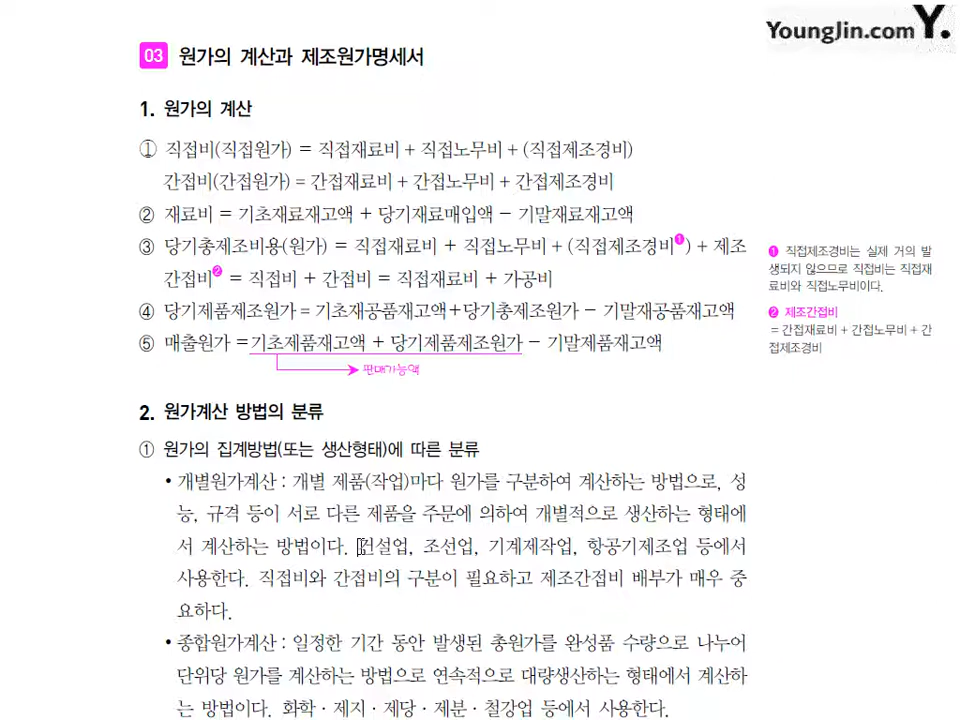 YoungJin.com Y.
03 원가의 계산과 제조원가명세서
1. 원가의 계산
① 직접비(직접원가) = 직접재료비 + 직접노무비 + (직접제조경비)
간접비(간접원가) = 간접재료비 + 간접노무비 + 간접제조경비
② 재료비 = 기초재료재고액 + 당기재료매입액 − 기말재료재고액
③ 당기총제조비용(원가) = 직접재료비 + 직접노무비 + (직접제조경비❶) + 제조
간접비❷ = 직접비 + 간접비 = 직접재료비 + 가공비
④ 당기제품제조원가 = 기초재공품재고액+당기총제조원가 − 기말재공품재고액
⑤ 매출원가 =기초제품재고액 + 당기제품제조원가 − 기말제품재고액
판매가능액
❶ 직접제조경비는 실제 거의 발
생되지 않으므로 직접비는 직접재
료비와 직접노무비이다.
❷ 제조간접비
= 간접재료비 + 간접노무비 + 간
접제조경비
2. 원가계산 방법의 분류
① 원가의 집계방법(또는 생산형태)에 따른 분류
• 개별원가계산 : 개별 제품(작업)마다 원가를 구분하여 계산하는 방법으로, 성
능, 규격 등이 서로 다른 제품을 주문에 의하여 개별적으로 생산하는 형태에
서 계산하는 방법이다. 건설업, 조선업, 기계제작업, 항공기제조업 등에서
사용한다. 직접비와 간접비의 구분이 필요하고 제조간접비 배부가 매우 중
요하다.
• 종합원가계산 : 일정한 기간 동안 발생된 총원가를 완성품 수량으로 나누어
단위당 원가를 계산하는 방법으로 연속적으로 대량생산하는 형태에서 계산하
는 방법이다. 화학 · 제지 · 제당 · 제분 · 철강업 등에서 사용한다.